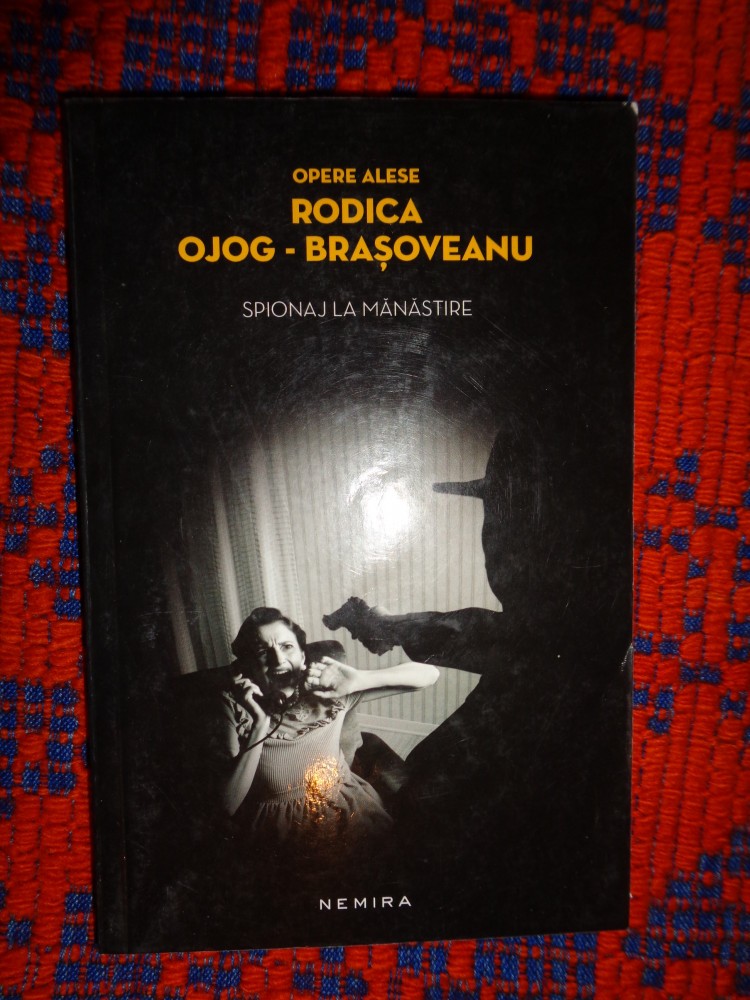 OPERE ALESE
RODICA
OJOG - BRAȘOVEANU
SPIONAJ LA MĂNĂSTIRE
NEMIRA